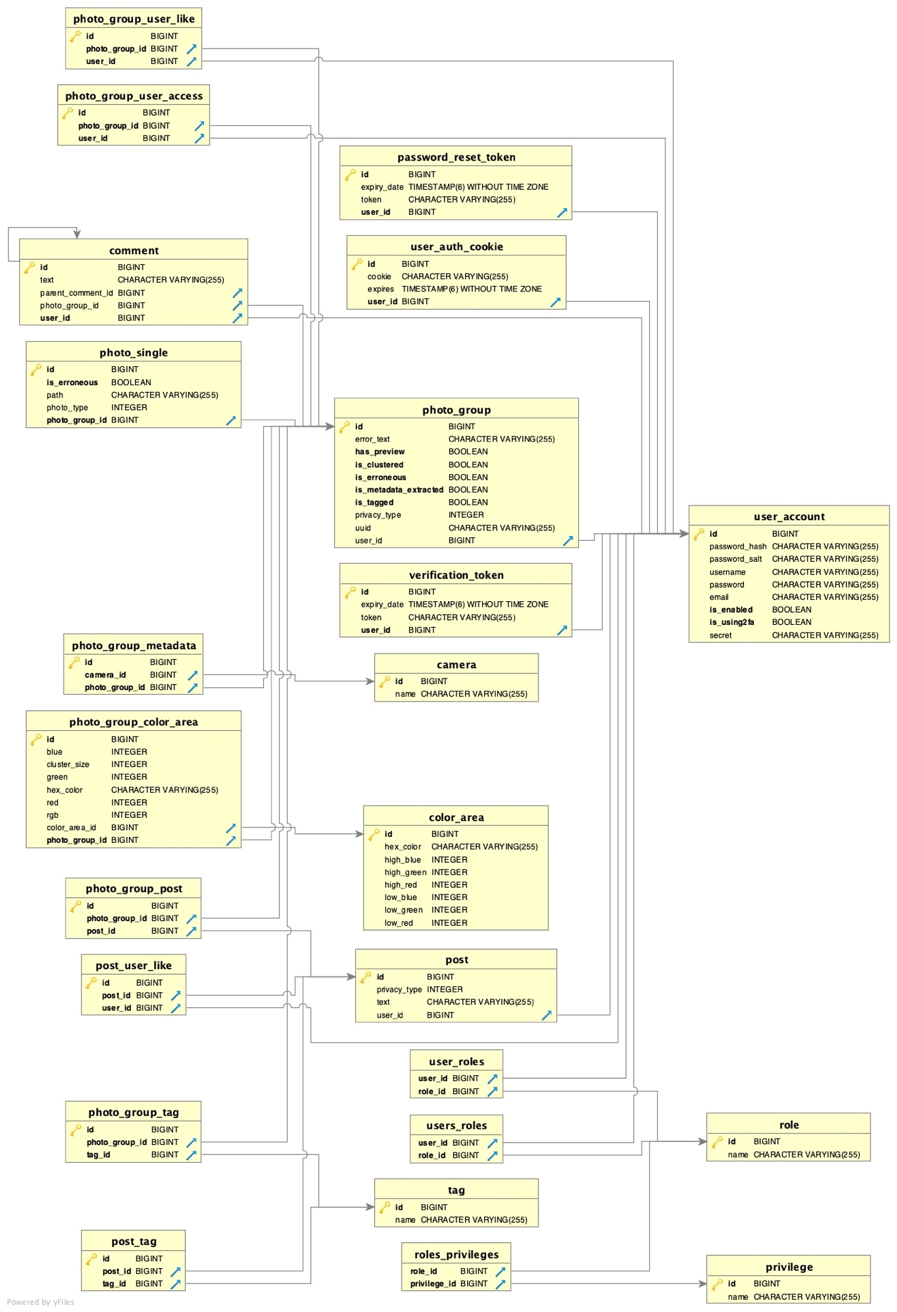 photo_group_user_like
id BIGINT
photo_group_id BIGINT
user_id BIGINT
photo_group_user_access
id BIGINT
photo_group_id BIGINT
user_id BIGINT
password_reset_token
id BIGINT
expiry_date TIMESTAMP(6) WITHOUT TIME ZONE
token CHARACTER VARYING(255)
user_id BIGINT
user_auth_cookie
id BIGINT
cookie CHARACTER VARYING(255)
expires TIMESTAMP(6) WITHOUT TIME ZONE
user_id BIGINT
comment
id BIGINT
text CHARACTER VARYING(255)
parent_comment_id BIGINT
photo_group_id BIGINT
user_id BIGINT
photo_single
id BIGINT
is_erroneous BOOLEAN
path CHARACTER VARYING(255)
photo_type INTEGER
photo_group_id BIGINT
photo_group
id BIGINT
error_text CHARACTER VARYING(255)
has_preview BOOLEAN
is_clustered BOOLEAN
is_erroneous BOOLEAN
is_metadata_extracted BOOLEAN
is_tagged BOOLEAN
privacy_type INTEGER
uuid CHARACTER VARYING(255)
user_id BIGINT
user_account
id BIGINT
password_hash CHARACTER VARYING(255)
password_salt CHARACTER VARYING(255)
username CHARACTER VARYING(255)
password CHARACTER VARYING(255)
email CHARACTER VARYING(255)
is_enabled BOOLEAN
is_using2fa BOOLEAN
secret CHARACTER VARYING(255)
verification_token
id BIGINT
expiry_date TIMESTAMP(6) WITHOUT TIME ZONE
token CHARACTER VARYING(255)
user_id BIGINT
photo_group_metadata
id BIGINT
camera_id BIGINT
photo_group_id BIGINT
camera
id BIGINT
name CHARACTER VARYING(255)
photo_group_color_area
id BIGINT
blue INTEGER
cluster_size INTEGER
green INTEGER
hex_color CHARACTER VARYING(255)
red INTEGER
rgb INTEGER
color_area_id BIGINT
photo_group_id BIGINT
color_area
id BIGINT
hex_color CHARACTER VARYING(255)
high_blue INTEGER
high_green INTEGER
high_red INTEGER
low_blue INTEGER
low_green INTEGER
low_red INTEGER
photo_group_post
id BIGINT
photo_group_id BIGINT
post_id BIGINT
post_user_like
id BIGINT
post_id BIGINT
user_id BIGINT
post
id BIGINT
privacy_type INTEGER
text CHARACTER VARYING(255)
user_id BIGINT
user_roles
user_id BIGINT
role_id BIGINT
photo_group_tag
id BIGINT
photo_group_id BIGINT
tag_id BIGINT
users_roles
user_id BIGINT
role_id BIGINT
role
id BIGINT
name CHARACTER VARYING(255)
tag
id BIGINT
name CHARACTER VARYING(255)
post_tag
id BIGINT
post_id BIGINT
tag_id BIGINT
roles_privileges
role_id BIGINT
privilege_id BIGINT
privilege
id BIGINT
name CHARACTER VARYING(255)
Powered by yFiles